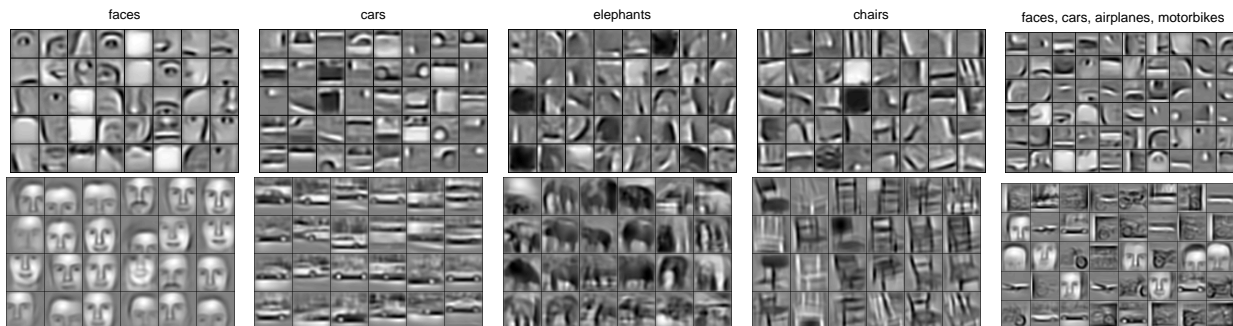 faces
cars
elephants
chairs
faces, cars, airplanes, motorbikes